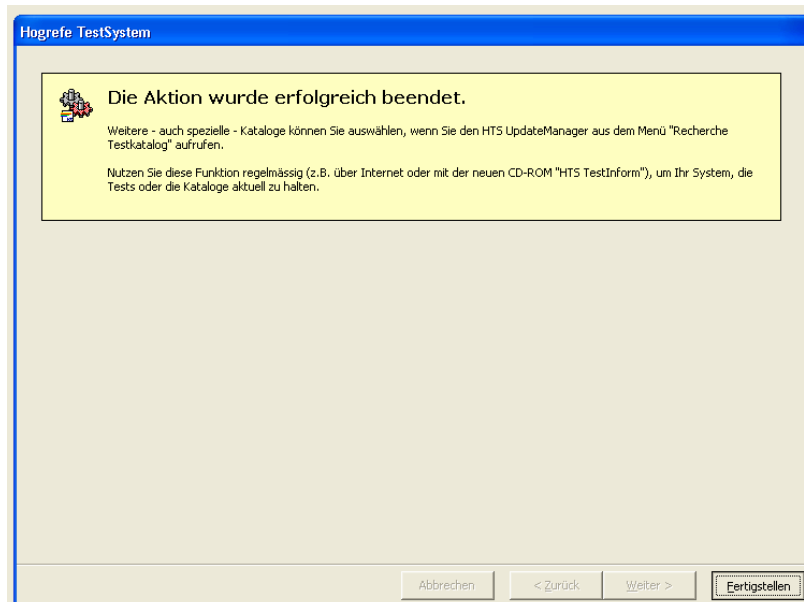 Hogrefe TestSystem
Die Aktion wurde erfolgreich beendet.
Weitere - auch spezielle - Kataloge können Sie auswählen, wenn Sie den HTS UpdateManager aus dem Menü "Recherche
Testkatalog" aufrufen.
Nutzen Sie diese Funktion regelmässig (z.B. über Internet oder mit der neuen CD-ROM "HTS TestInform"), um Ihr System, die
Tests oder die Kataloge aktuell zu halten.
Abbrechen
< Zurück
Weiter >
Fertigstellen